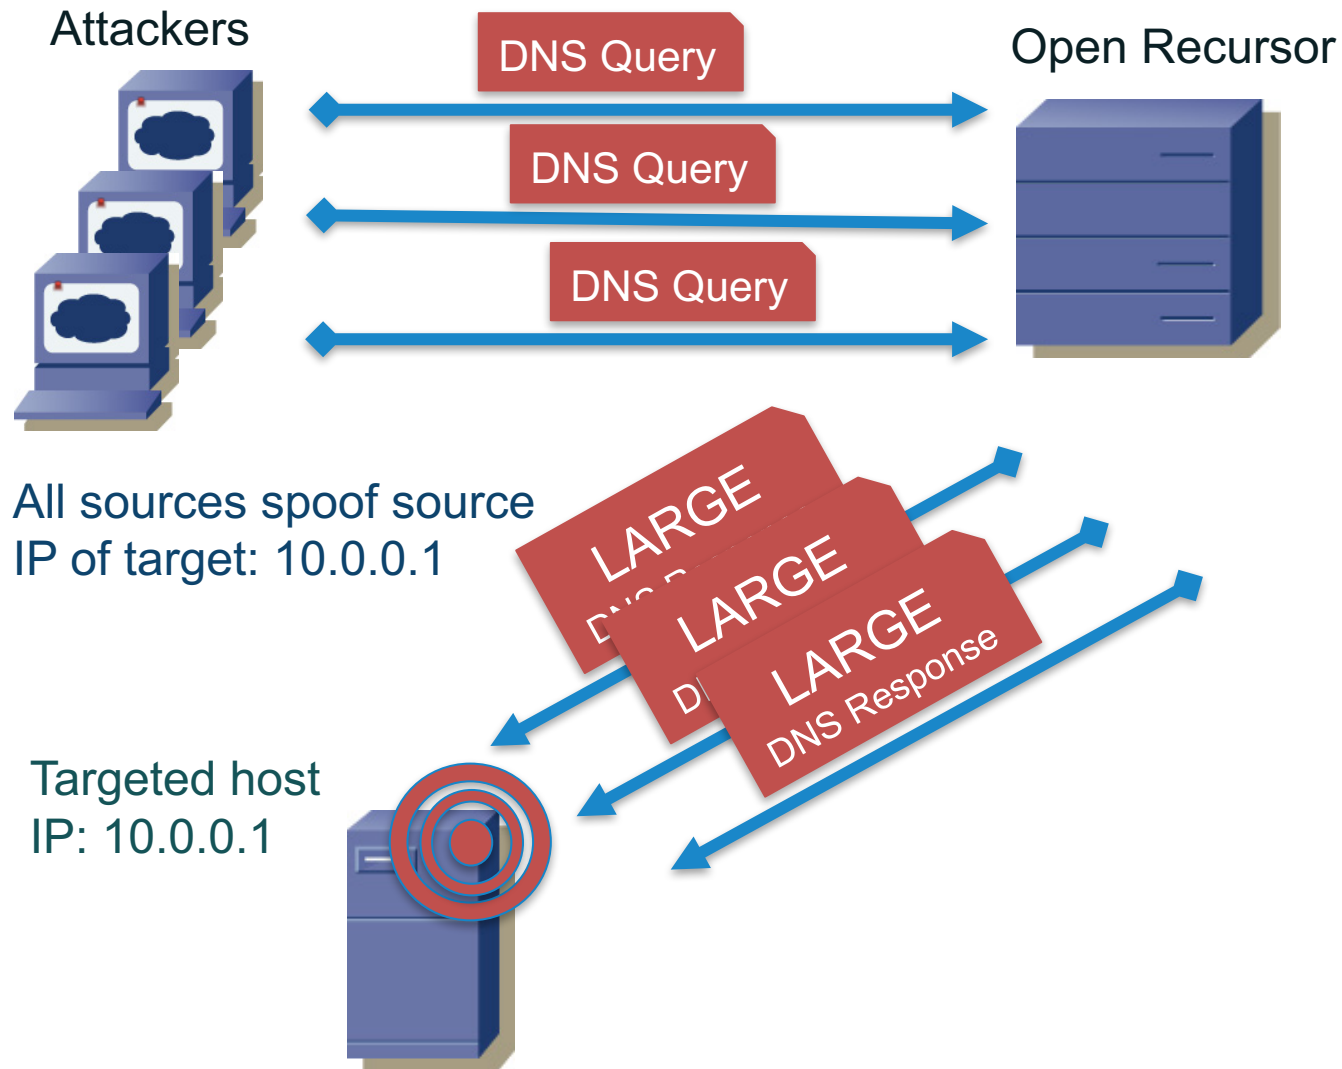 Attackers
DNS Query
Open Recursor
DNS Query
DNS Query
All sources spoof source
IP of target: 10.0.0.1
LARGE
DNS
LARGE
LARGE
DNS Response
Targeted host
IP: 10.0.0.1